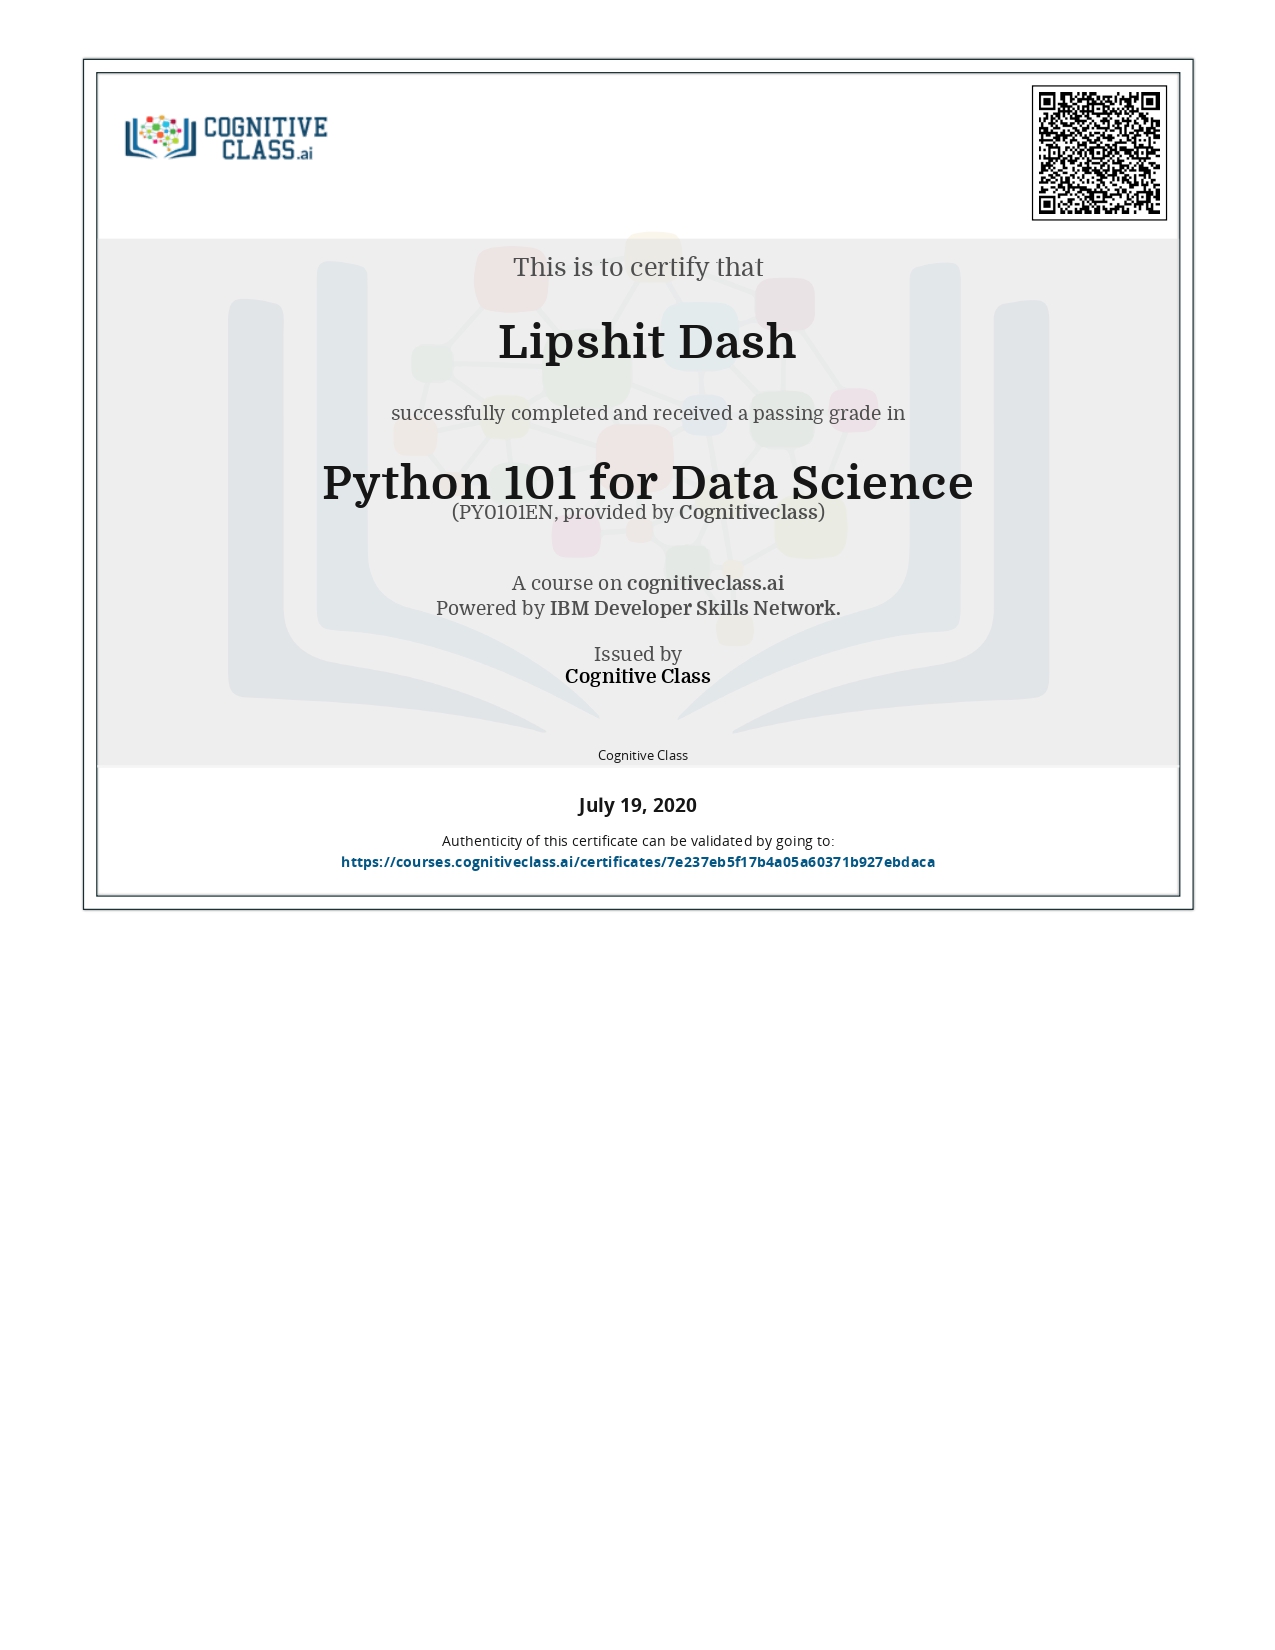 COGNITIVE
CLASS.ai
This is to certify that
Lipshit Dash
successfully completed and received a passing grade in
Python 101 for Data Science
(PY0101EN, provided by Cognitiveclass)
A course on cognitiveclass.ai
Powered by IBM Developer Skills Network.
Issued by
Cognitive Class
Cognitive Class
July 19, 2020
Authenticity of this certificate can be validated by going to:
https://courses.cognitiveclass.ai/certificates/7e237eb5f17b4a05a60371b927ebdaca